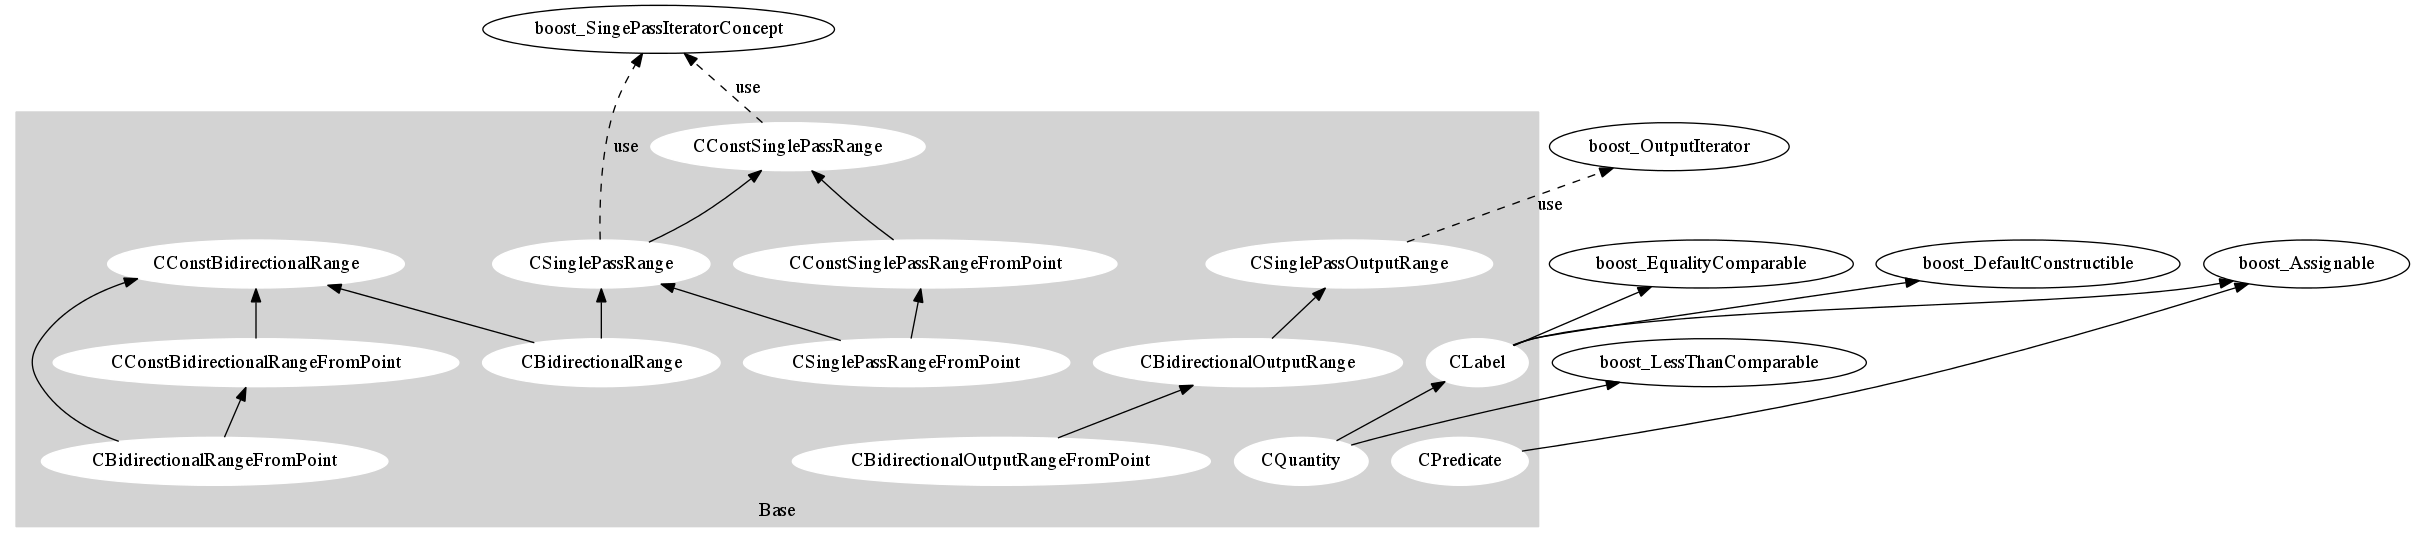 boost_SingePassIteratorConcept
use
CConstSinglePassRange
use
boost_OutputIterator
use
CConstBidirectionalRange
CSinglePassRange
CConstSinglePassRangeFromPoint
CSinglePassOutputRange
boost_EqualityComparable
boost_DefaultConstructible
boost_Assignable
CConstBidirectionalRangeFromPoint
CBidirectionalRange
CSinglePassRangeFromPoint
CBidirectionalOutputRange
CLabel
boost_LessThanComparable
CBidirectionalRangeFromPoint
CBidirectionalOutputRangeFromPoint
CQuantity
CPredicate
Base